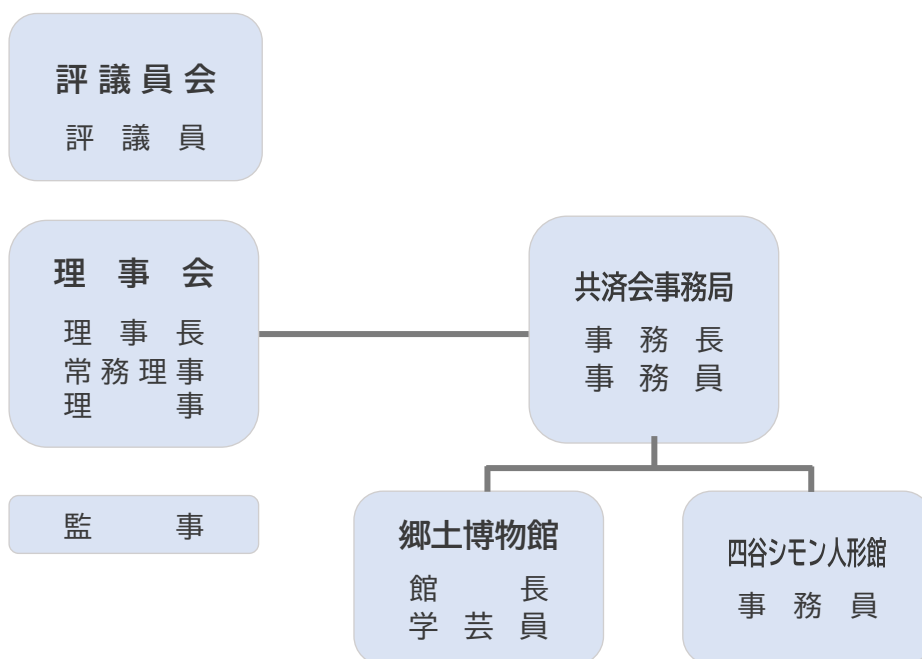 評議員会
評議員
理事会
理事長
常務理事
理事
監事
共済会事務局
事務長
事務員
郷土博物館
館長
学芸員
四谷シモン人形館
事務員